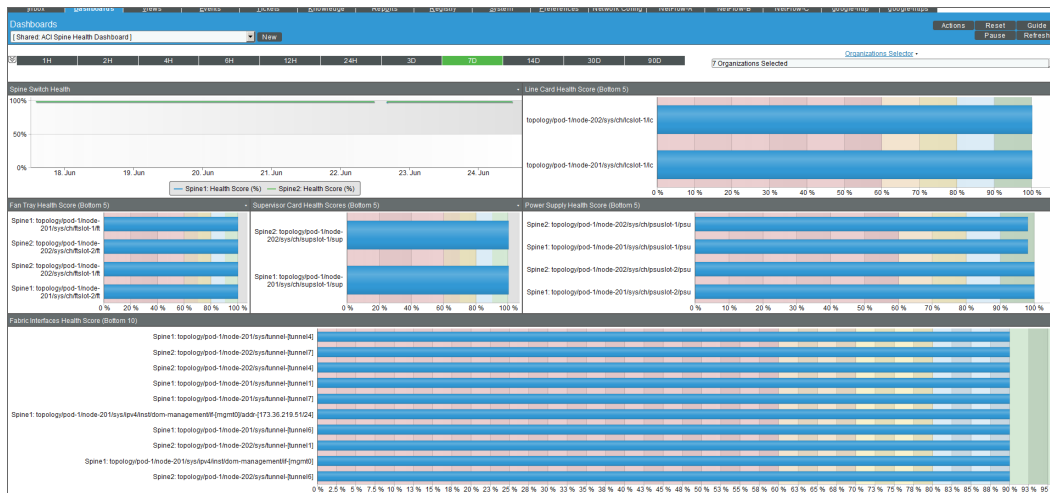 Inbox Dashboards Views Events Tickets Knowledge Reports Registry System Preferences Network Config NetFlow-A NetFlow-B NetFlow-C google-map google-maps
Dashboards
[ Shared: ACI Spine Health Dashboard ] New
Actions Reset Guide
Pause Refresh
1H 2H 4H 6H 12H 24H 3D 7D 14D 30D 90D
Organizations Selector
7 Organizations Selected
Spine Switch Health
100%
50%
0%
18. Jun 19. Jun 20. Jun 21. Jun 22. Jun 23. Jun 24. Jun
Spine1: Health Score (%) Spine2: Health Score (%)
Line Card Health Score (Bottom 5)
topology/pod-1/node-202/sys/ch/lcslot-1/lc
topology/pod-1/node-201/sys/ch/lcslot-1/lc
0 % 10 % 20 % 30 % 40 % 50 % 60 % 70 % 80 % 90 % 100 %
Fan Tray Health Score (Bottom 5)
Spine1: topology/pod-1/node-
201/sys/ch/ftslot-1/ft
Spine2: topology/pod-1/node-
202/sys/ch/ftslot-2/ft
Spine2: topology/pod-1/node-
202/sys/ch/ftslot-1/ft
Spine1: topology/pod-1/node-
201/sys/ch/ftslot-2/ft
0 % 20 % 40 % 60 % 80 % 100 %
Supervisor Card Health Scores (Bottom 5)
Spine2: topology/pod-1/node-
202/sys/ch/supslot-1/sup
Spine1: topology/pod-1/node-
201/sys/ch/supslot-1/sup
0 % 20 % 40 % 60 % 80 % 100 %
Power Supply Health Score (Bottom 5)
Spine2: topology/pod-1/node-202/sys/ch/psuslot-1/psu
Spine1: topology/pod-1/node-201/sys/ch/psuslot-1/psu
Spine2: topology/pod-1/node-202/sys/ch/psuslot-2/psu
Spine1: topology/pod-1/node-201/sys/ch/psuslot-2/psu
0 % 10 % 20 % 30 % 40 % 50 % 60 % 70 % 80 % 90 % 100 %
Fabric Interfaces Health Score (Bottom 10)
Spine1: topology/pod-1/node-201/sys/tunnel-[tunnel4]
Spine2: topology/pod-1/node-202/sys/tunnel-[tunnel7]
Spine2: topology/pod-1/node-202/sys/tunnel-[tunnel4]
Spine1: topology/pod-1/node-201/sys/tunnel-[tunnel1]
Spine1: topology/pod-1/node-201/sys/tunnel-[tunnel7]
Spine1: topology/pod-1/node-201/sys/ipv4/inst/dom-management/if-[mgmt0]/addr-[173.36.219.51/24]
Spine1: topology/pod-1/node-201/sys/tunnel-[tunnel6]
Spine2: topology/pod-1/node-202/sys/tunnel-[tunnel1]
Spine1: topology/pod-1/node-201/sys/ipv4/inst/dom-management/if-[mgmt0]
Spine2: topology/pod-1/node-202/sys/tunnel-[tunnel6]
0 % 2.5 % 5 % 7.5 % 10 % 13 % 15 % 18 % 20 % 23 % 25 % 28 % 30 % 33 % 35 % 38 % 40 % 43 % 45 % 48 % 50 % 53 % 55 % 58 % 60 % 63 % 65 % 68 % 70 % 73 % 75 % 78 % 80 % 83 % 85 % 88 % 90 % 93 % 95